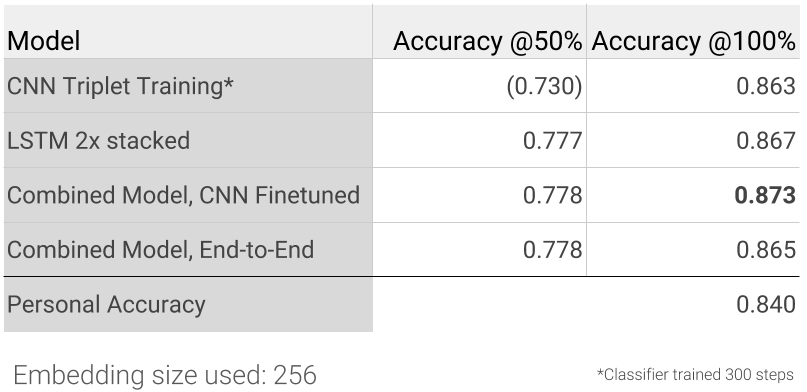 Model Accuracy @50% Accuracy @100%
CNN Triplet Training* (0.730) 0.863
LSTM 2x stacked 0.777 0.867
Combined Model, CNN Finetuned 0.778 0.873
Combined Model, End-to-End 0.778 0.865
Personal Accuracy 0.840
Embedding size used: 256 *Classifier trained 300 steps